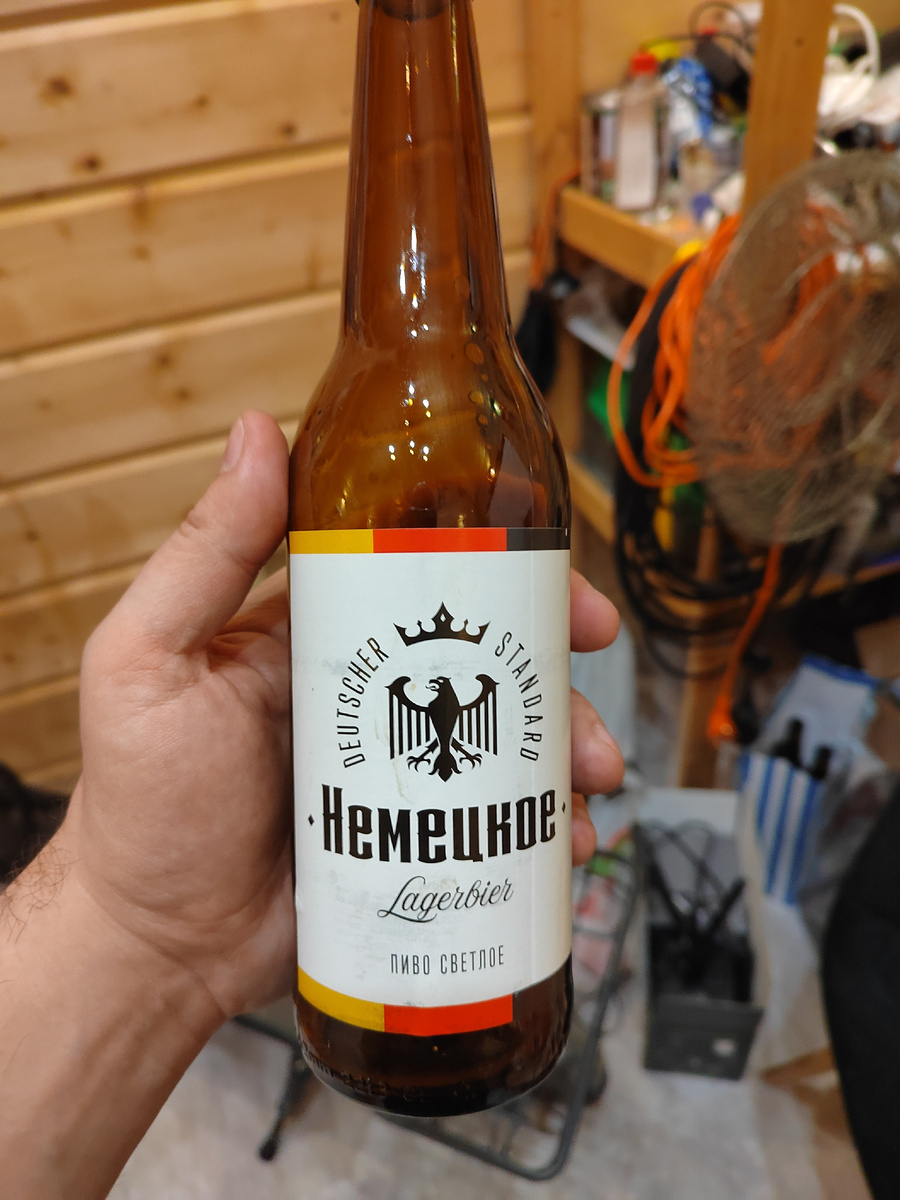 DEUTSCHER STANDARD
Немецкое
Lagerbier
ПИВО СВЕТЛОЕ